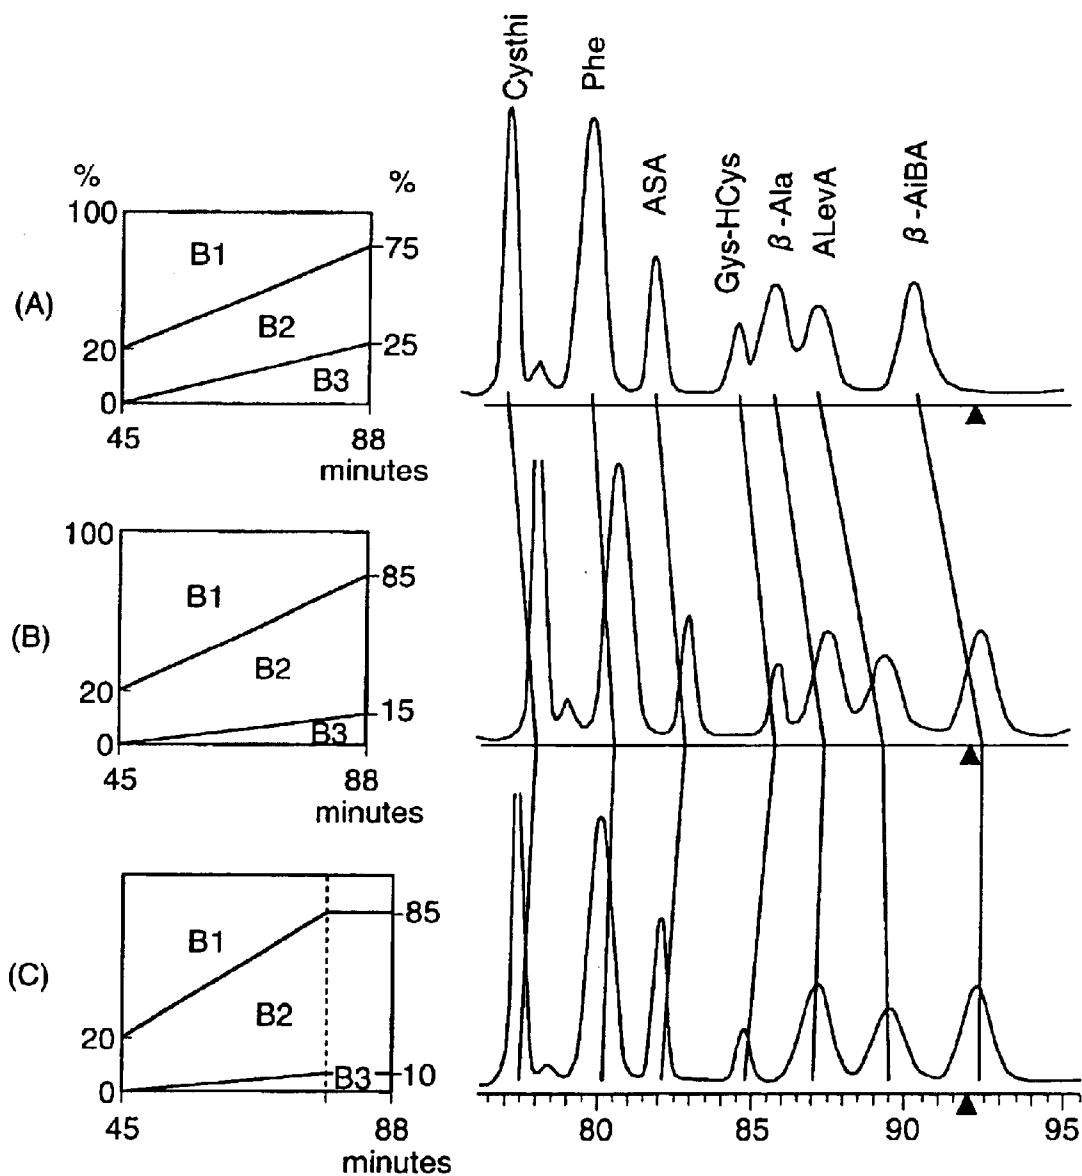 Cysthi
Phe
ASA
Gys-HCys
β-Ala
ALevA
β-AiBA
(A)
%
%
100
B1
75
B2
20
25
B3
0
45
88
minutes
(B)
100
B1
85
B2
20
15
B3
0
45
88
minutes
(C)
B1
85
B2
20
B3
10
0
45
88
minutes
80
85
90
95